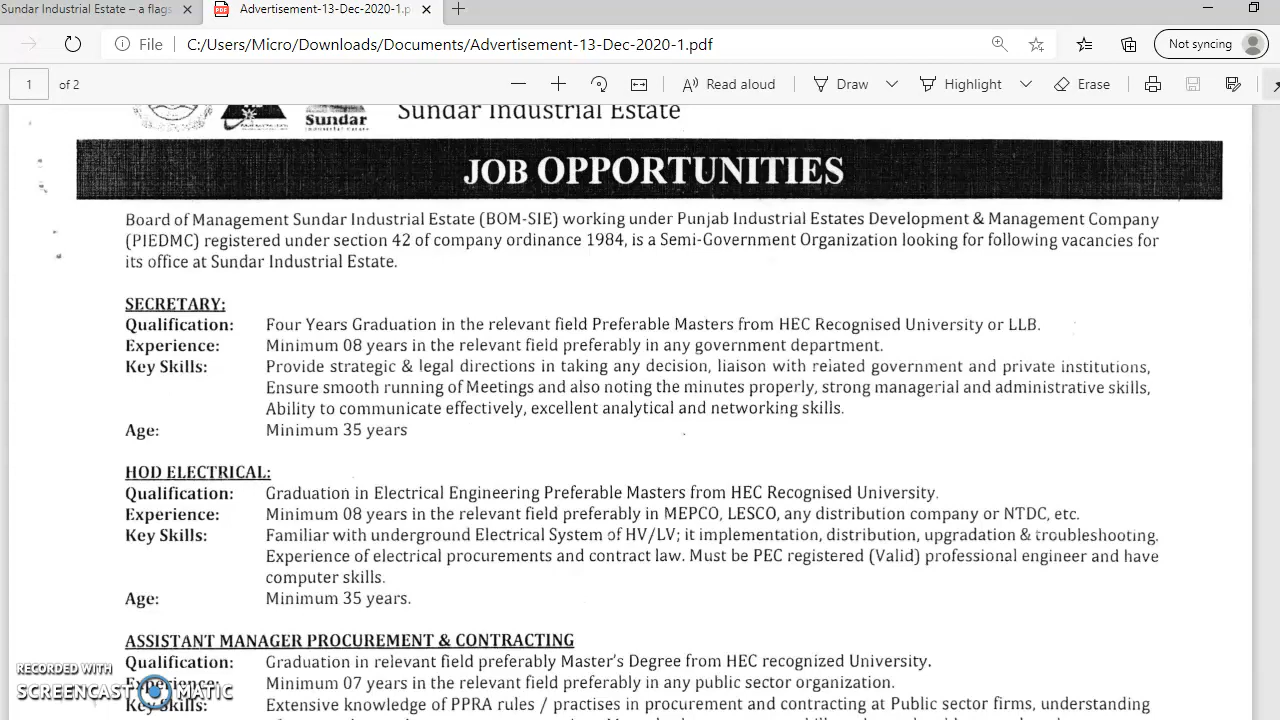 Sundar Industrial Estate – a flags
Advertisement-13-Dec-2020-1.p
File
C:/Users/Micro/Downloads/Documents/Advertisement-13-Dec-2020-1.pdf
Not syncing
1 of 2
Read aloud
Draw
Highlight
Erase
Sundar
Sundar Industrial Estate
JOB OPPORTUNITIES
Board of Management Sundar Industrial Estate (BOM-SIE) working under Punjab Industrial Estates Development & Management Company
(PIEDMC) registered under section 42 of company ordinance 1984, is a Semi-Government Organization looking for following vacancies for
its office at Sundar Industrial Estate.
SECRETARY:
Qualification: Four Years Graduation in the relevant field Preferable Masters from HEC Recognised University or LLB.
Experience: Minimum 08 years in the relevant field preferably in any government department.
Key Skills: Provide strategic & legal directions in taking any decision, liaison with related government and private institutions,
Ensure smooth running of Meetings and also noting the minutes properly, strong managerial and administrative skills,
Ability to communicate effectively, excellent analytical and networking skills.
Age: Minimum 35 years
HOD ELECTRICAL:
Qualification: Graduation in Electrical Engineering Preferable Masters from HEC Recognised University.
Experience: Minimum 08 years in the relevant field preferably in MEPCO, LESCO, any distribution company or NTDC, etc.
Key Skills: Familiar with underground Electrical System of HV/LV; it implementation, distribution, upgradation & troubleshooting.
Experience of electrical procurements and contract law. Must be PEC registered (Valid) professional engineer and have
computer skills.
Age: Minimum 35 years.
ASSISTANT MANAGER PROCUREMENT & CONTRACTING
Qualification: Graduation in relevant field preferably Master's Degree from HEC recognized University.
Experience: Minimum 07 years in the relevant field preferably in any public sector organization.
Key Skills: Extensive knowledge of PPRA rules / practises in procurement and contracting at Public sector firms, understanding
RECORDED WITH
SCREENCAST MATIC